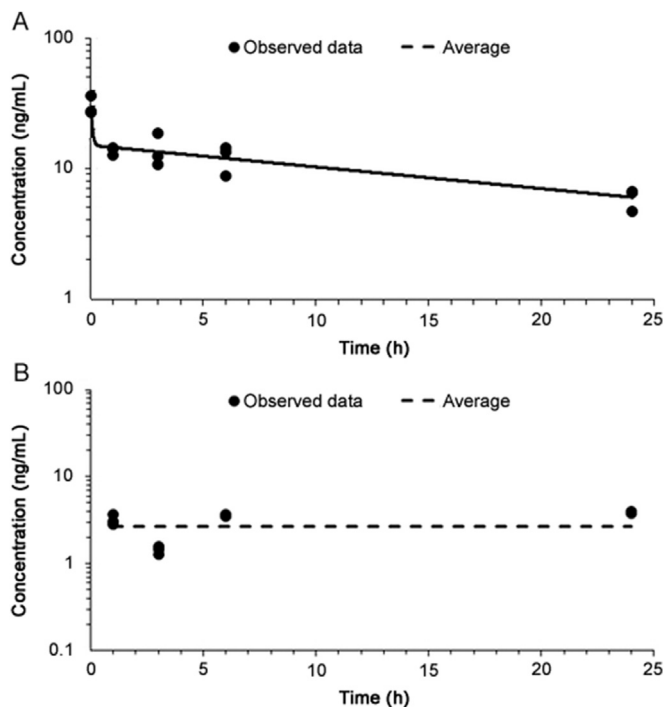 A
Concentration (ng/mL)
100
10
1
Observed data
Average
0 5 10 15 20 25
Time (h)
B
Concentration (ng/mL)
100
10
1
0.1
Observed data
Average
0 5 10 15 20 25
Time (h)